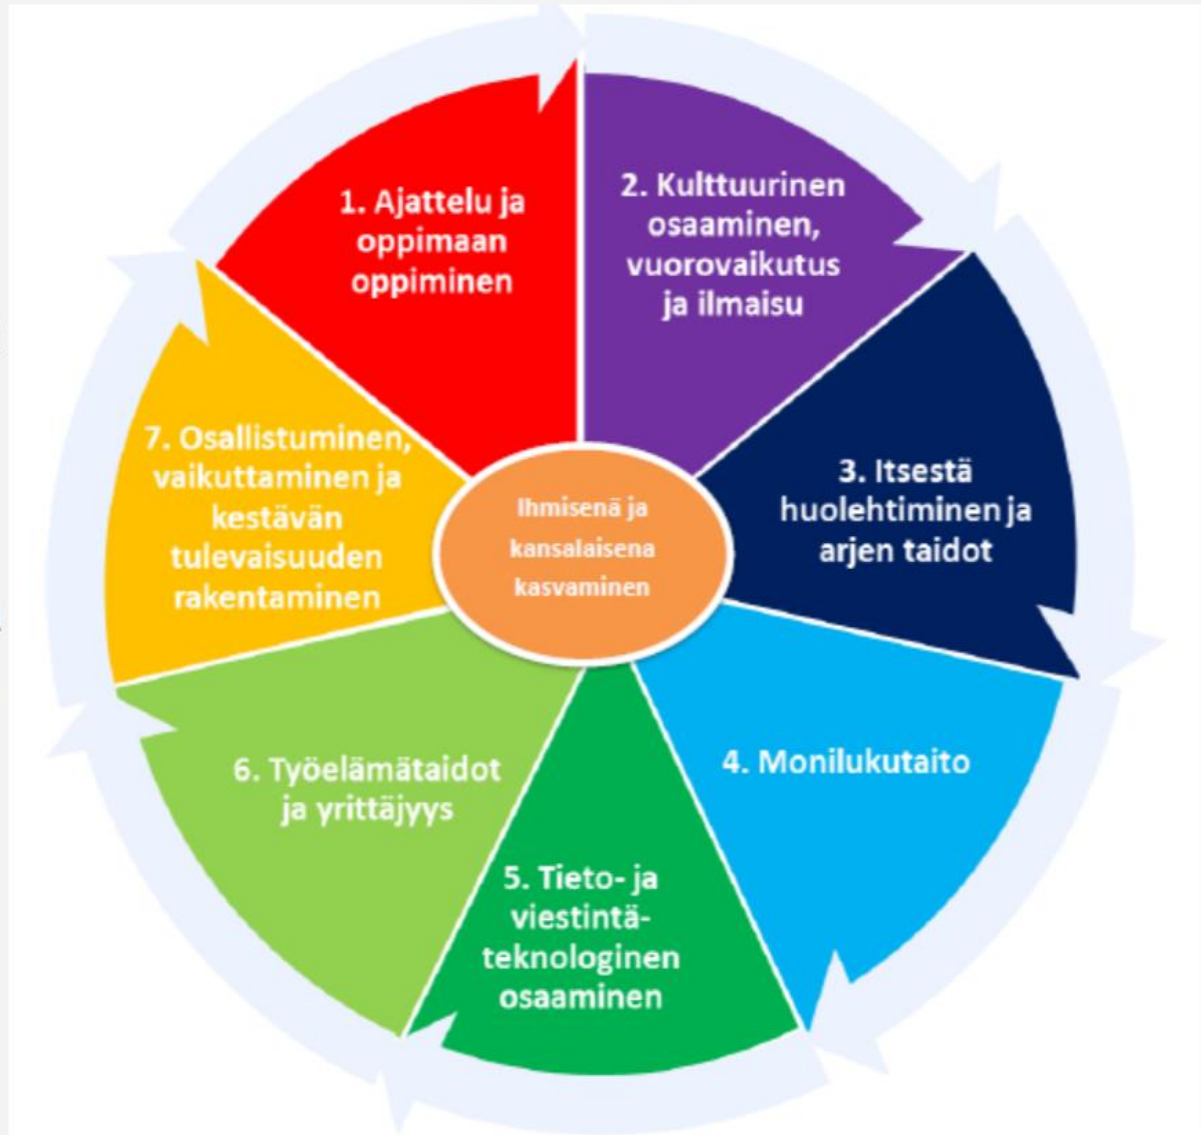 1. Ajattelu ja
oppimaan
oppiminen
2. Kulttuurinen
osaaminen,
vuorovaikutus
ja ilmaisu
3. Itsestä
huolehtiminen ja
arjen taidot
4. Monilukutaito
5. Tieto- ja
viestintä-
teknologinen
osaaminen
6. Työelämätaidot
ja yrittäjyys
7. Osallistuminen,
vaikuttaminen ja
kestävän
tulevaisuuden
rakentaminen
Ihmisenä ja
kansalaisena
kasvaminen